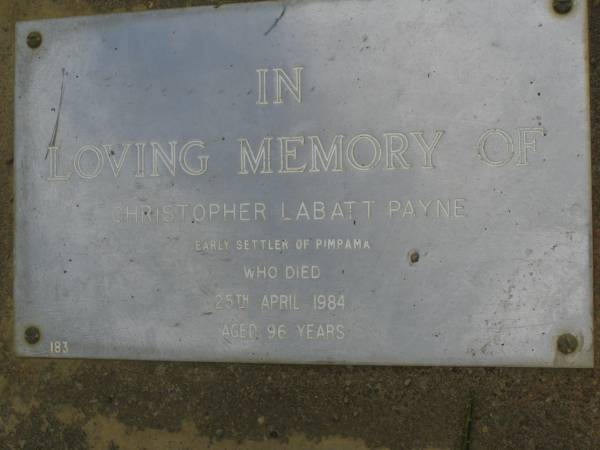 IN
LOVING MEMORY OF
CHRISTOPHER LABATT PAYNE
EARLY SETTLER OF PIMPAMA
WHO DIED
25TH APRIL 1984
AGED 96 YEARS
183